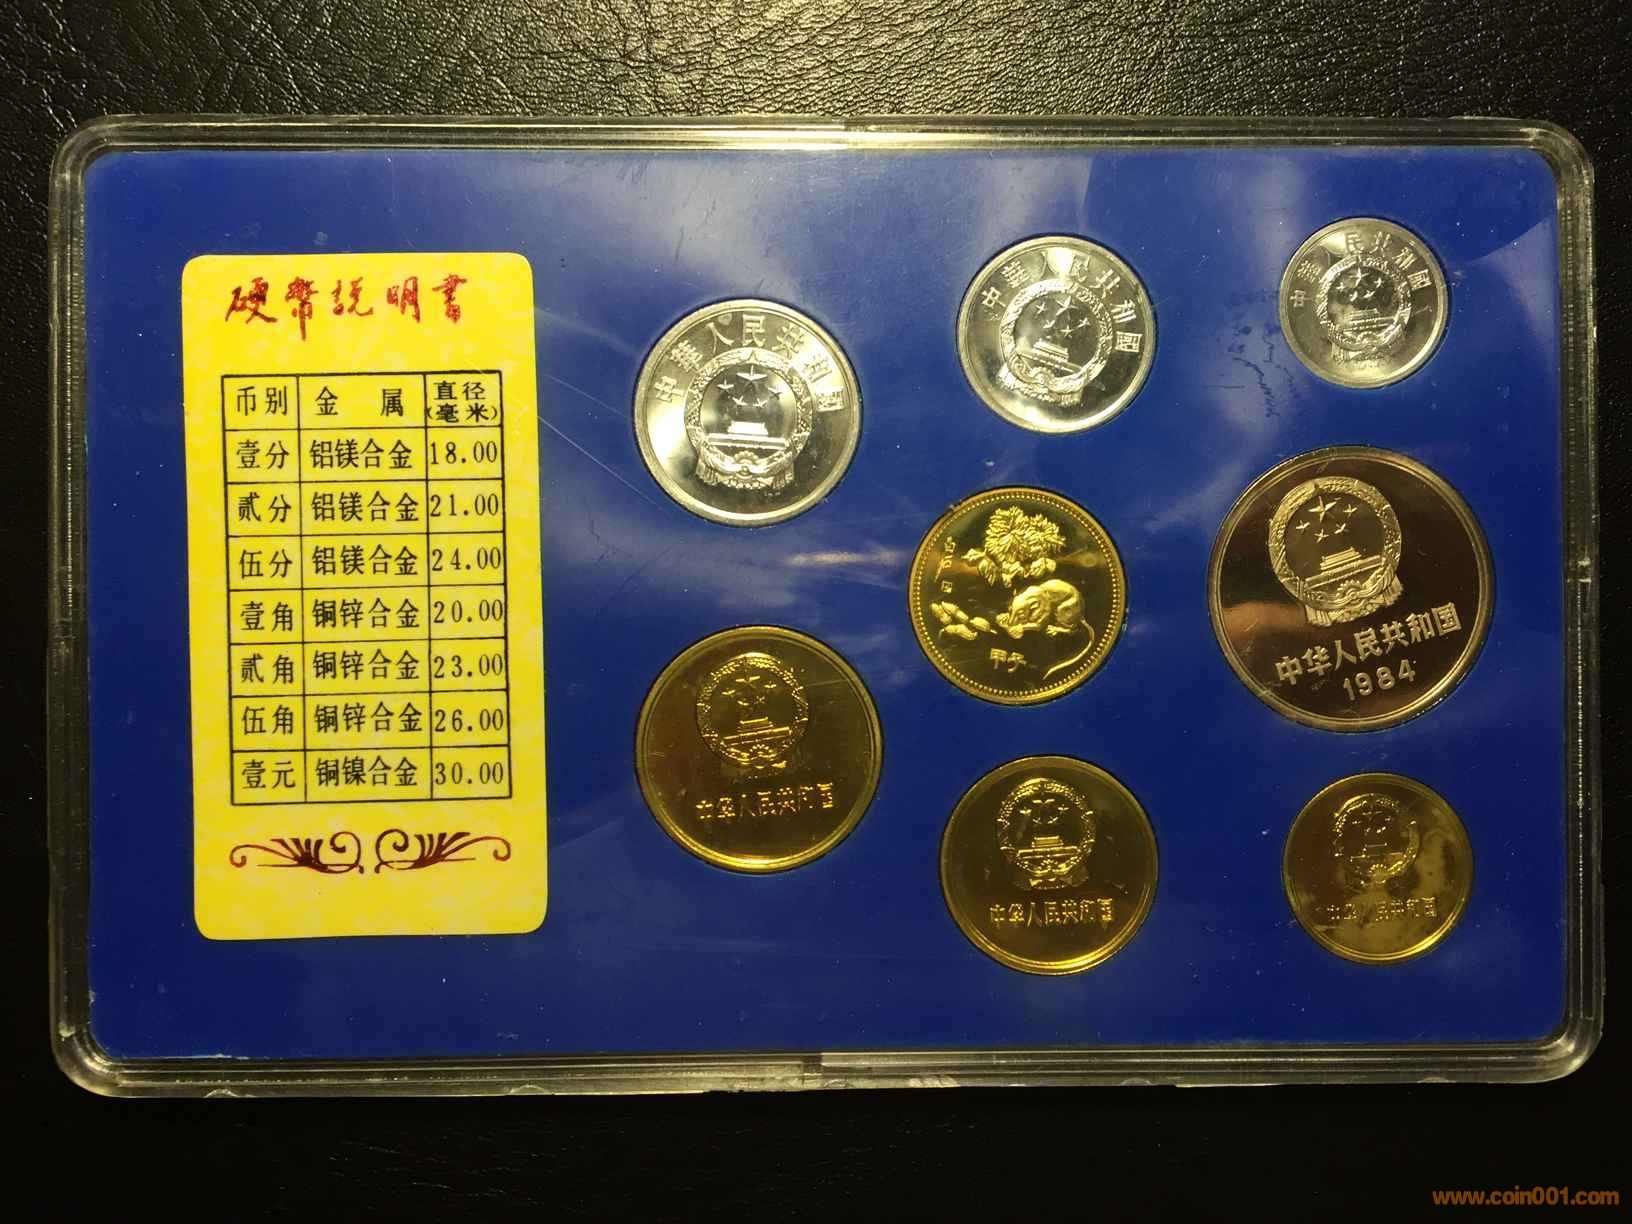 硬幣说明書
币别 金属 直径(毫米)
壹分 铝镁合金 18.00
贰分 铝镁合金 21.00
伍分 铝镁合金 24.00
壹角 铜锌合金 20.00
贰角 铜锌合金 23.00
伍角 铜锌合金 26.00
壹元 铜镍合金 30.00
中華人民共和國
中華人民共和國
中華人民共和國
甲子
中华人民共和国
1984
中华人民共和国
中华人民共和国
中华人民共和国
www.coin001.com